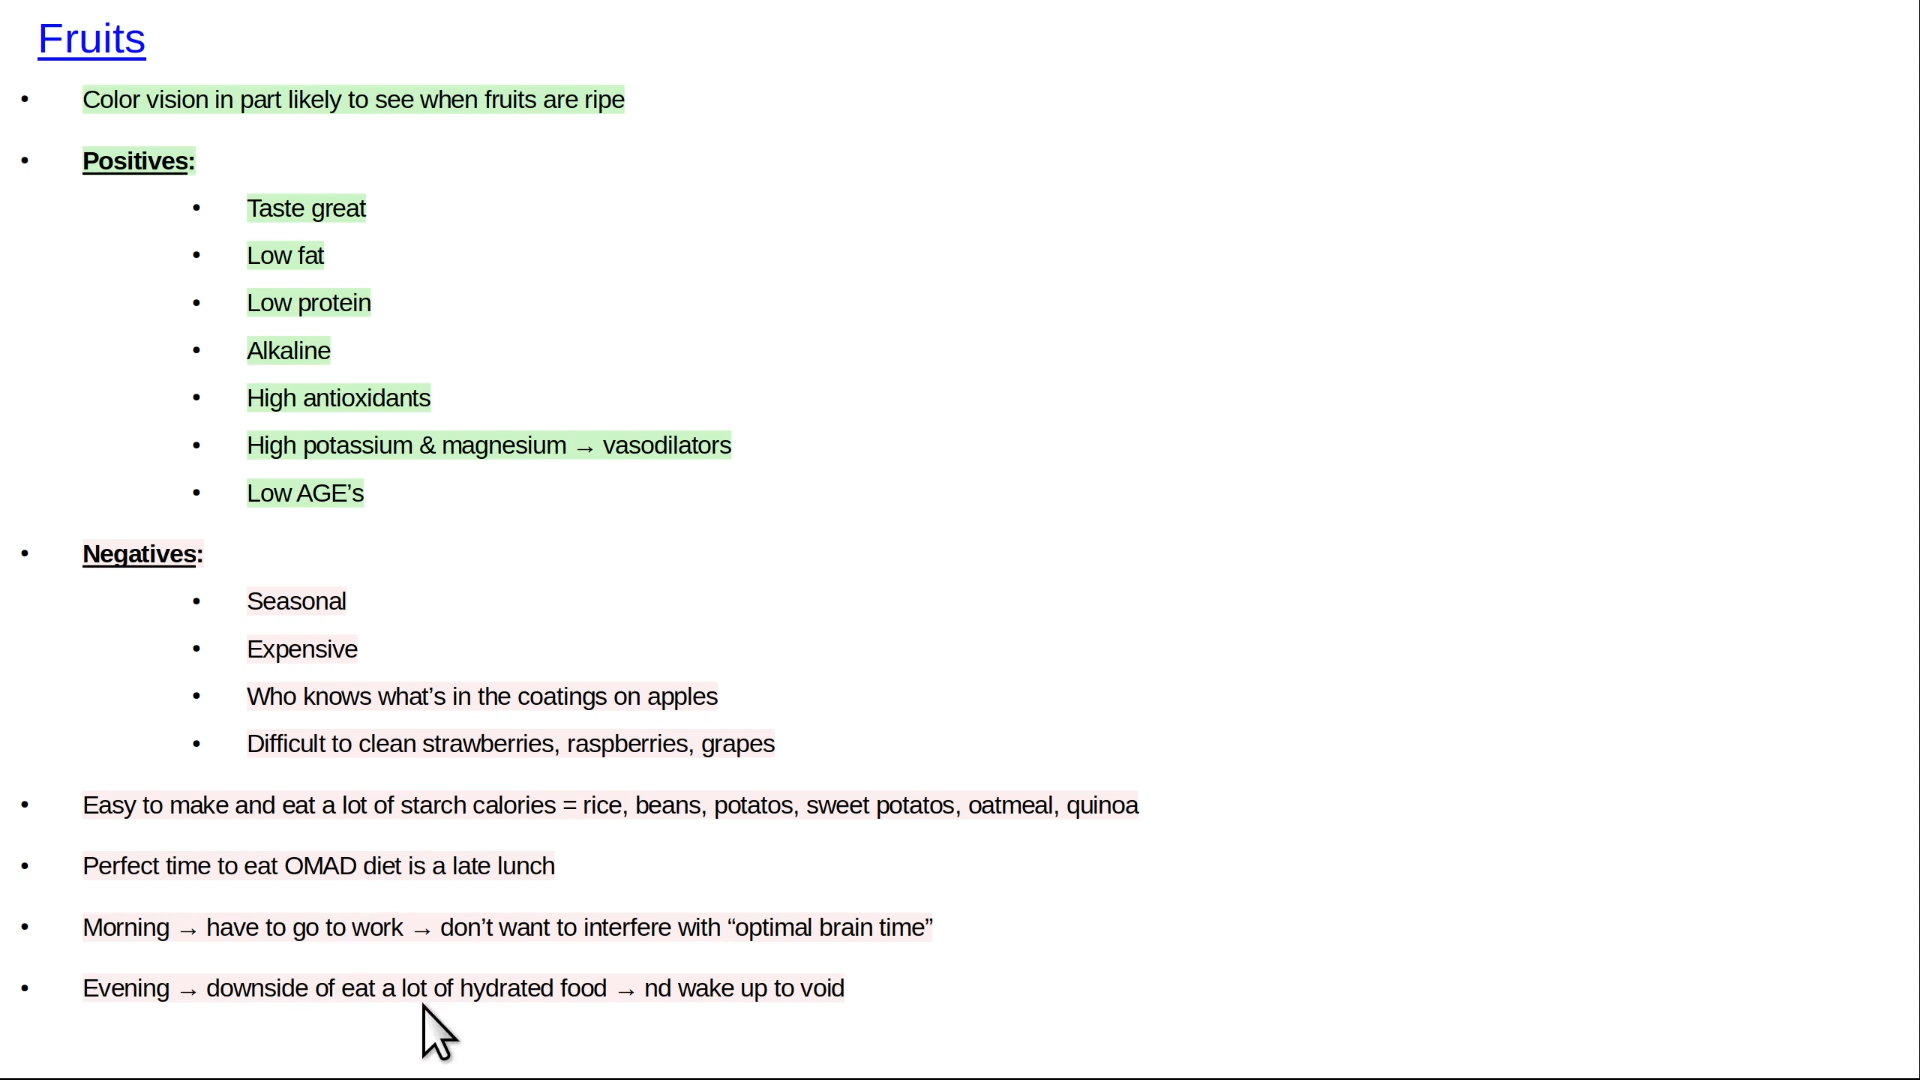 Fruits
• Color vision in part likely to see when fruits are ripe
• Positives:
• Taste great
• Low fat
• Low protein
• Alkaline
• High antioxidants
• High potassium & magnesium → vasodilators
• Low AGE’s
• Negatives:
• Seasonal
• Expensive
• Who knows what’s in the coatings on apples
• Difficult to clean strawberries, raspberries, grapes
• Easy to make and eat a lot of starch calories = rice, beans, potatos, sweet potatos, oatmeal, quinoa
• Perfect time to eat OMAD diet is a late lunch
• Morning → have to go to work → don’t want to interfere with “optimal brain time”
• Evening → downside of eat a lot of hydrated food → nd wake up to void